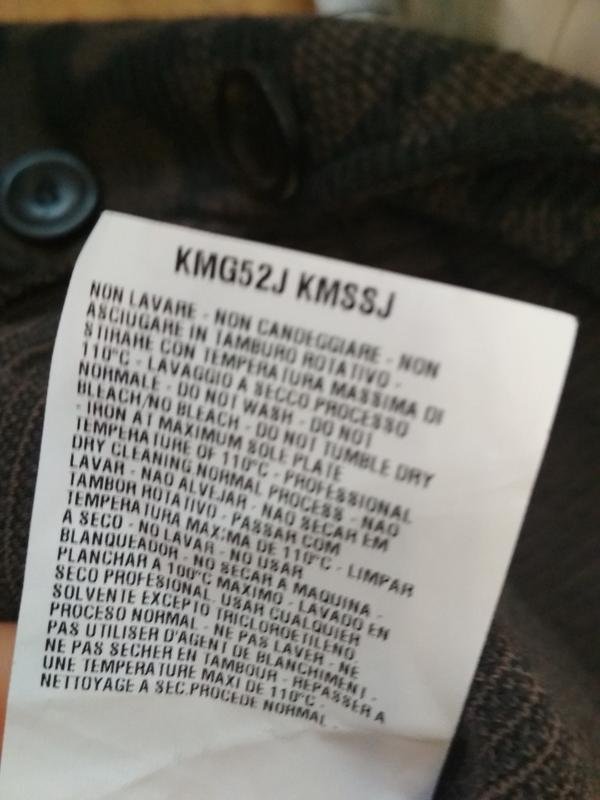 KMG52J KMSSJ
NON LAVARE - NON CANDEGGIARE - NON
ASCIUGARE IN TAMBURO ROTATIVO -
STIRARE CON TEMPERATURA MASSIMA DI
110°C - LAVAGGIO A SECCO PROCESSO
NORMALE - DO NOT WASH - DO NOT
BLEACH/NO BLEACH - DO NOT TUMBLE DRY
- IRON AT MAXIMUM SOLE PLATE
TEMPERATURE OF 110°C - PROFESSIONAL
DRY CLEANING NORMAL PROCESS - NAO
LAVAR - NAO ALVEJAR - NAO SECAR EM
TAMBOR ROTATIVO - PASSAR COM
TEMPERATURA MAXIMA DE 110°C - LIMPAR
A SECO - NO LAVAR - NO USAR
BLANQUEADOR - NO SECAR A MAQUINA -
PLANCHAR A 100°C MAXIMO - LAVADO EN
SECO PROFESIONAL. USAR CUALQUIER
SOLVENTE EXCEPTO TRICLOROETILENO
PROCESO NORMAL - NE PAS LAVER - NE
PAS UTILISER D'AGENT DE BLANCHIMENT -
NE PAS SECHER EN TAMBOUR - REPASSER A
UNE TEMPERATURE MAXI DE 110°C -
NETTOYAGE A SEC.PROCEDE NORMAL -